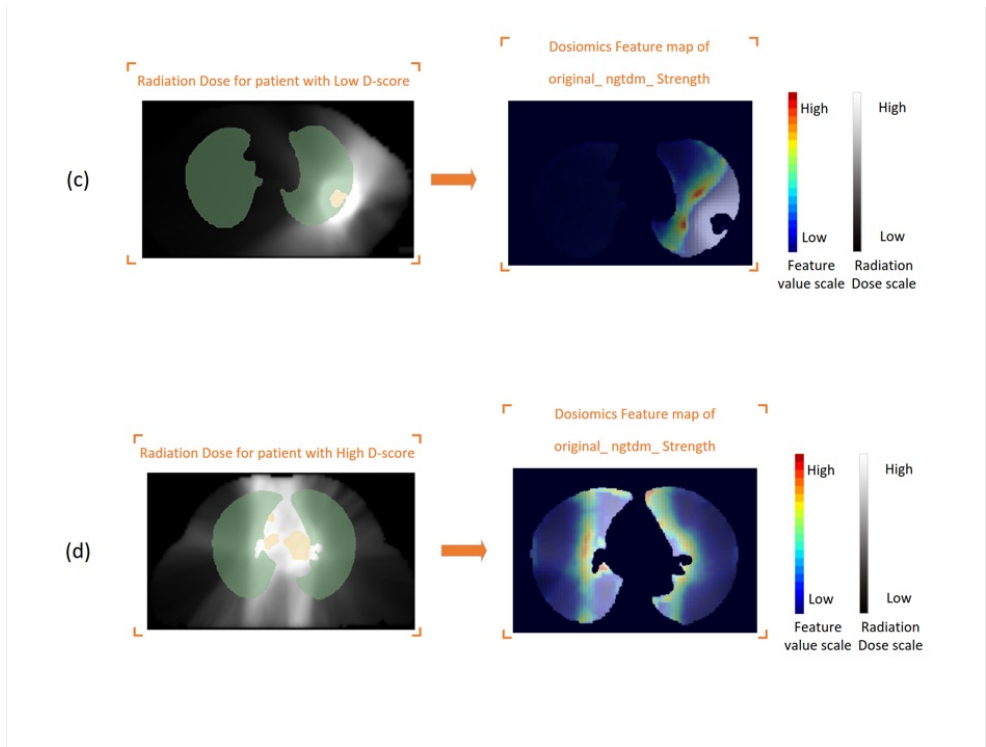 Dosiomics Feature map of
original_ ngtdm_ Strength
Radiation Dose for patient with Low D-score
(c)
High
High
Low
Low
Feature
value scale
Radiation
Dose scale
Dosiomics Feature map of
original_ ngtdm_ Strength
Radiation Dose for patient with High D-score
(d)
High
High
Low
Low
Feature
value scale
Radiation
Dose scale